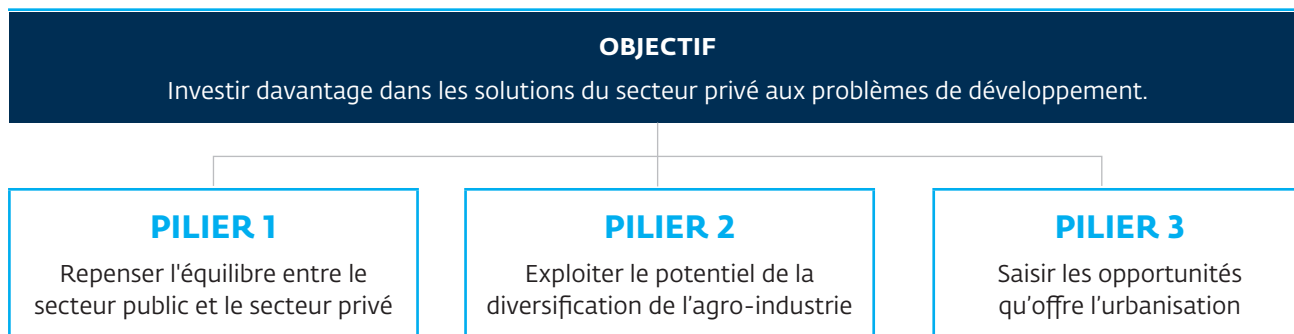 OBJECTIF
Investir davantage dans les solutions du secteur privé aux problèmes de développement.
PILIER 1
Repenser l'équilibre entre le
secteur public et le secteur privé
PILIER 2
Exploiter le potentiel de la
diversification de l’agro-industrie
PILIER 3
Saisir les opportunités
qu’offre l’urbanisation